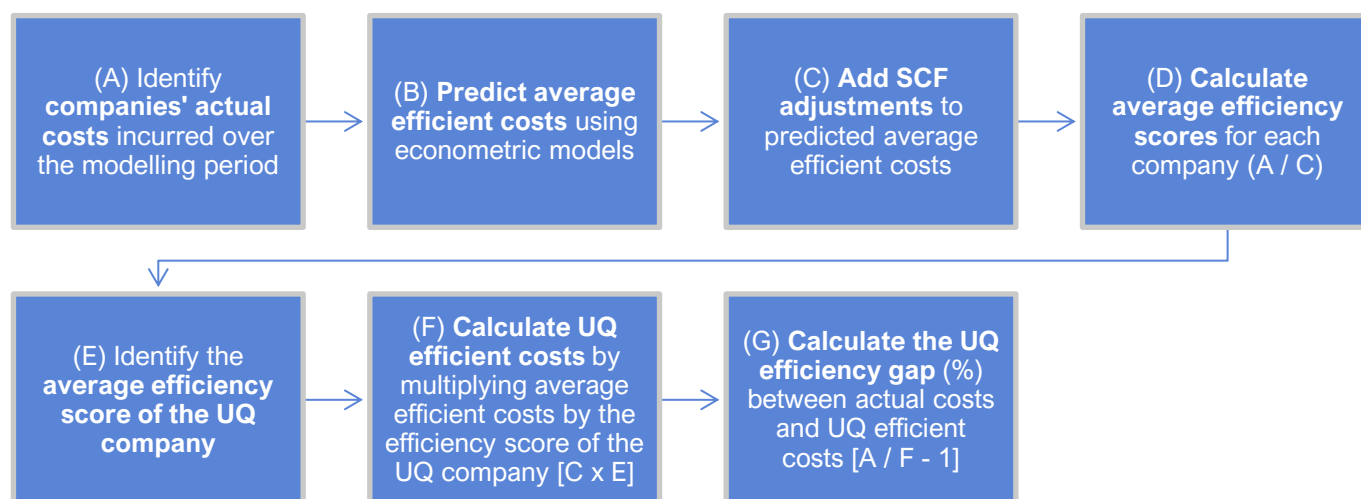 (A) Identify
companies' actual
costs incurred over
the modelling period
(B) Predict average
efficient costs using
econometric models
(C) Add SCF
adjustments to
predicted average
efficient costs
(D) Calculate
average efficiency
scores for each
company (A / C)
(E) Identify the
average efficiency
score of the UQ
company
(F) Calculate UQ
efficient costs by
multiplying average
efficient costs by the
efficiency score of the
UQ company [C x E]
(G) Calculate the UQ
efficiency gap (%)
between actual costs
and UQ efficient
costs [A / F - 1]